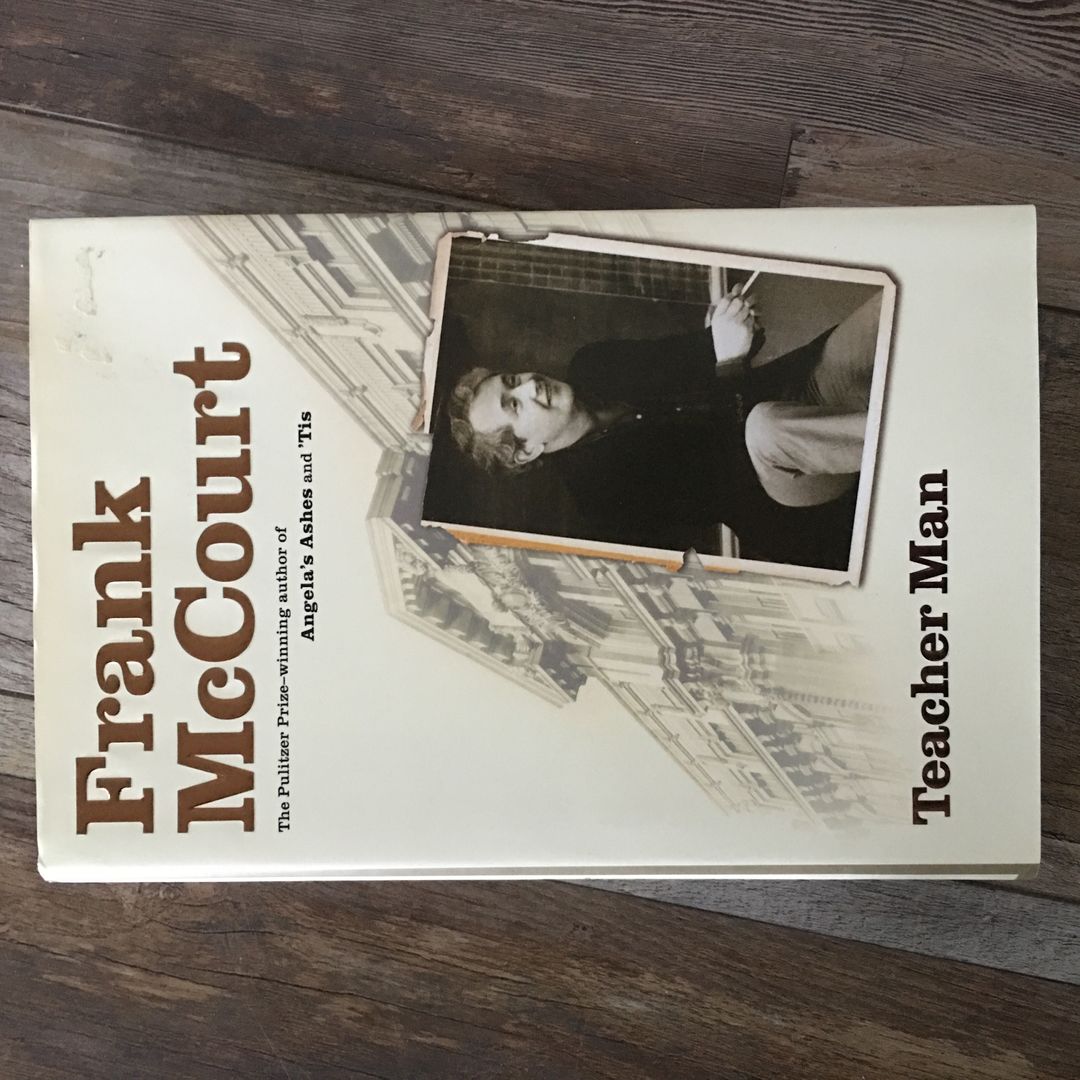 Frank
McCourt
The Pulitzer Prize–winning author of
Angela's Ashes and 'Tis
Teacher Man